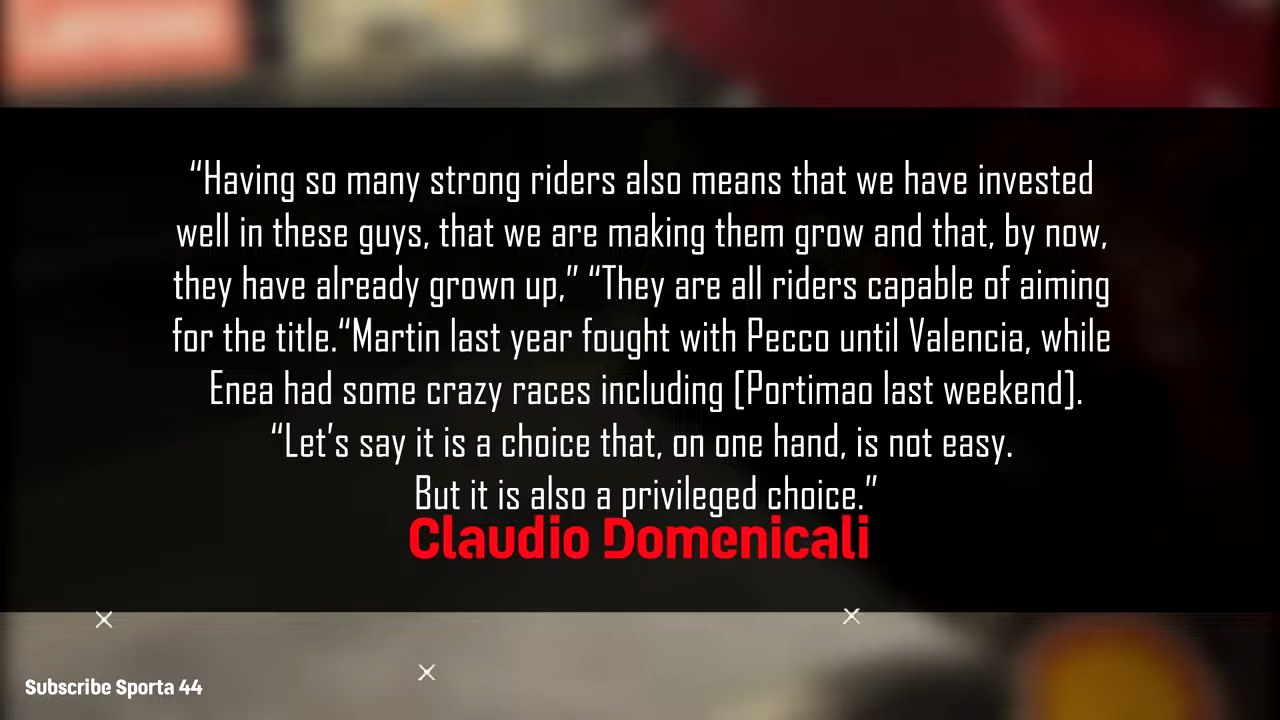 “Having so many strong riders also means that we have invested
well in these guys, that we are making them grow and that, by now,
they have already grown up,” “They are all riders capable of aiming
for the title.“Martin last year fought with Pecco until Valencia, while
Enea had some crazy races including [Portimao last weekend].
“Let’s say it is a choice that, on one hand, is not easy.
But it is also a privileged choice.”
Claudio Domenicali
Subscribe Sporta 44